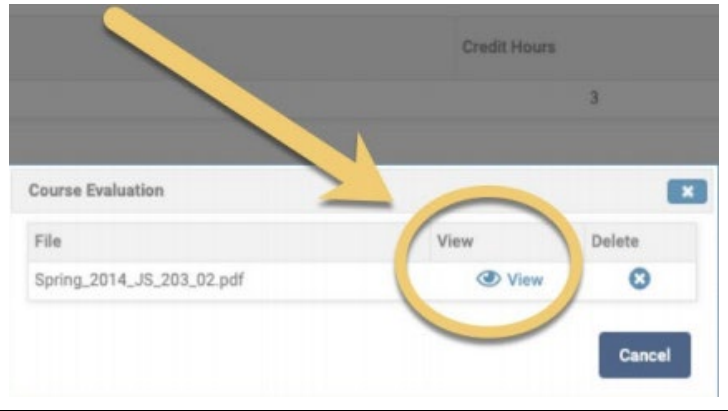 Credit Hours
3
Course Evaluation
File View Delete
Spring_2014_JS_203_02.pdf View
Cancel